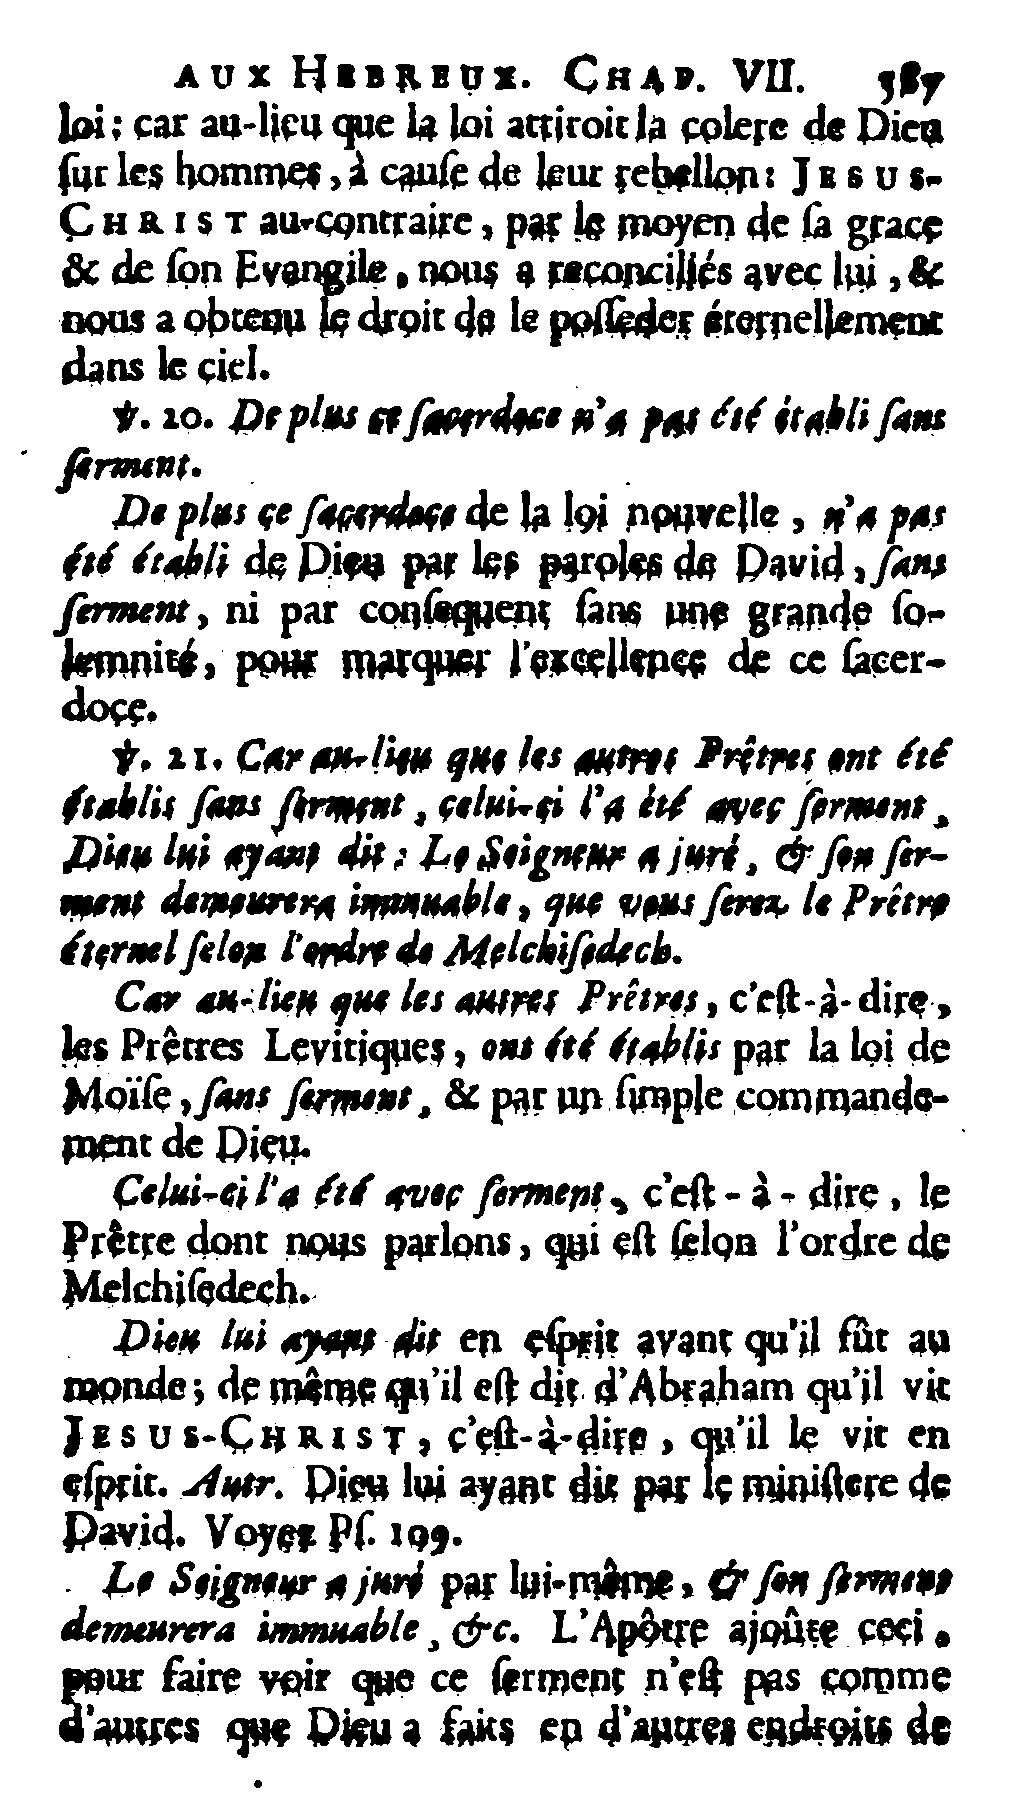 AUX HEBREUX. CHAP. VII. 587
loi; car au-lieu que la loi attiroit la colere de Dieu
ſur les hommes, à cauſe de leur rebellon: JESUS-
CHRIST au-contraire, par le moyen de ſa grace
& de ſon Evangile, nous a reconciliés avec lui, &
nous a obtenu le droit de le poſſeder éternellement
dans le ciel.
℣. 20. De plus ce ſacerdoce n'a pas été établi ſans
ſerment.
De plus ce ſacerdoce de la loi nouvelle, n'a pas
été établi de Dieu par les paroles de David, ſans
ſerment, ni par conſequent ſans une grande ſo-
lemnité, pour marquer l'excellence de ce ſacer-
doce.
℣. 21. Car au-lieu que les autres Prêtres ont été
établis ſans ſerment, celui-ci l'a été avec ſerment,
Dieu lui ayant dit: Le Seigneur a juré, & ſon ſer-
ment demeurera immuable, que vous ſerez le Prêtre
éternel ſelon l'ordre de Melchiſedech.
Car au-lieu que les autres Prêtres, c'eſt-à-dire,
les Prêtres Levitiques, ont été établis par la loi de
Moïſe, ſans ſerment, & par un ſimple commande-
ment de Dieu.
Celui-ci l'a été avec ſerment, c'eſt-à-dire, le
Prêtre dont nous parlons, qui eſt ſelon l'ordre de
Melchiſedech.
Dieu lui ayant dit en eſprit avant qu'il fût au
monde; de même qu'il eſt dit d'Abraham qu'il vit
JESUS-CHRIST, c'eſt-à-dire, qu'il le vit en
eſprit. Autr. Dieu lui ayant dit par le miniſtere de
David. Voyez Pſ. 109.
Le Seigneur a juré par lui-même, & ſon ſerment
demeurera immuable, &c. L'Apôtre ajoûte ceci,
pour faire voir que ce ſerment n'eſt pas comme
d'autres que Dieu a faits en d'autres endroits de